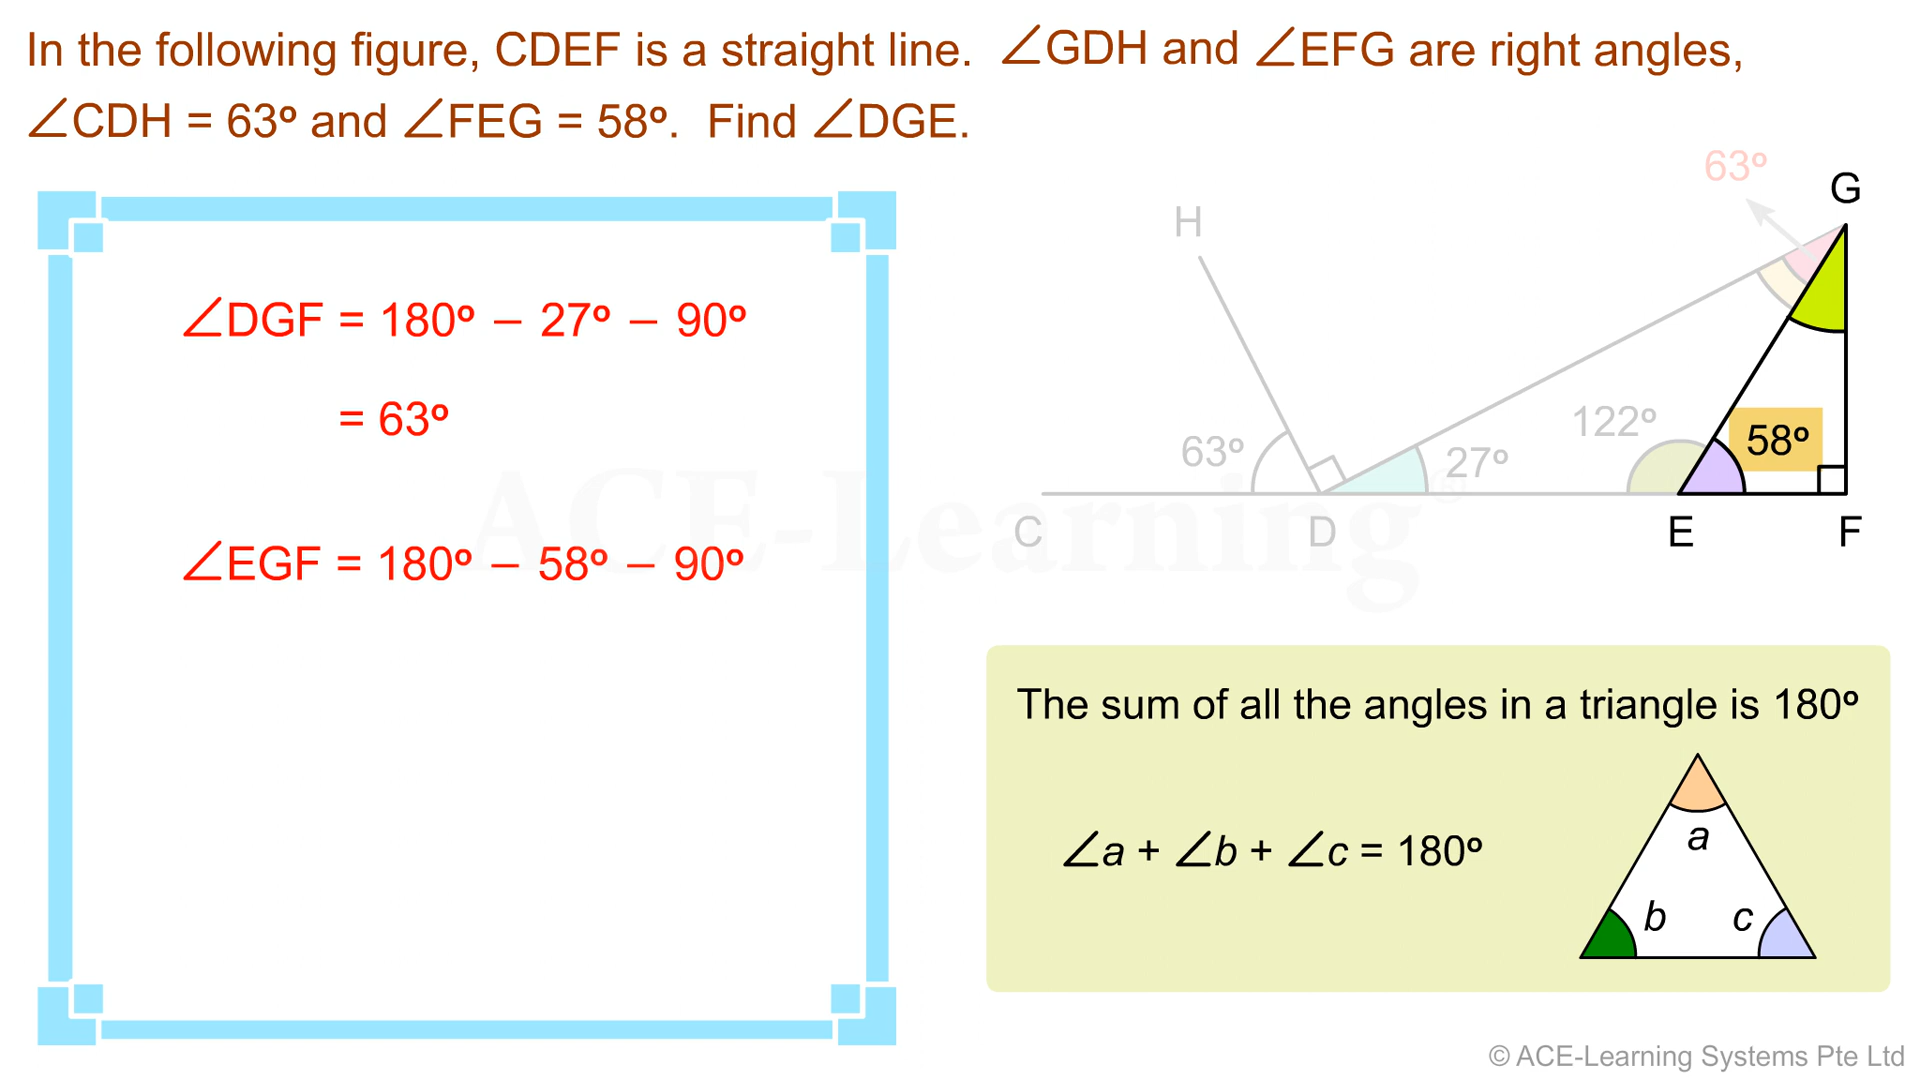 In the following figure, CDEF is a straight line. ∠GDH and ∠EFG are right angles,
∠CDH = 63º and ∠FEG = 58º. Find ∠DGE.
∠DGF = 180º – 27º – 90º
= 63º
∠EGF = 180º – 58º – 90º
63º
G
H
63º
27º
122º
58º
C
D
E
F
ACE-Learning®
The sum of all the angles in a triangle is 180º
∠a + ∠b + ∠c = 180º
a
b
c
© ACE-Learning Systems Pte Ltd